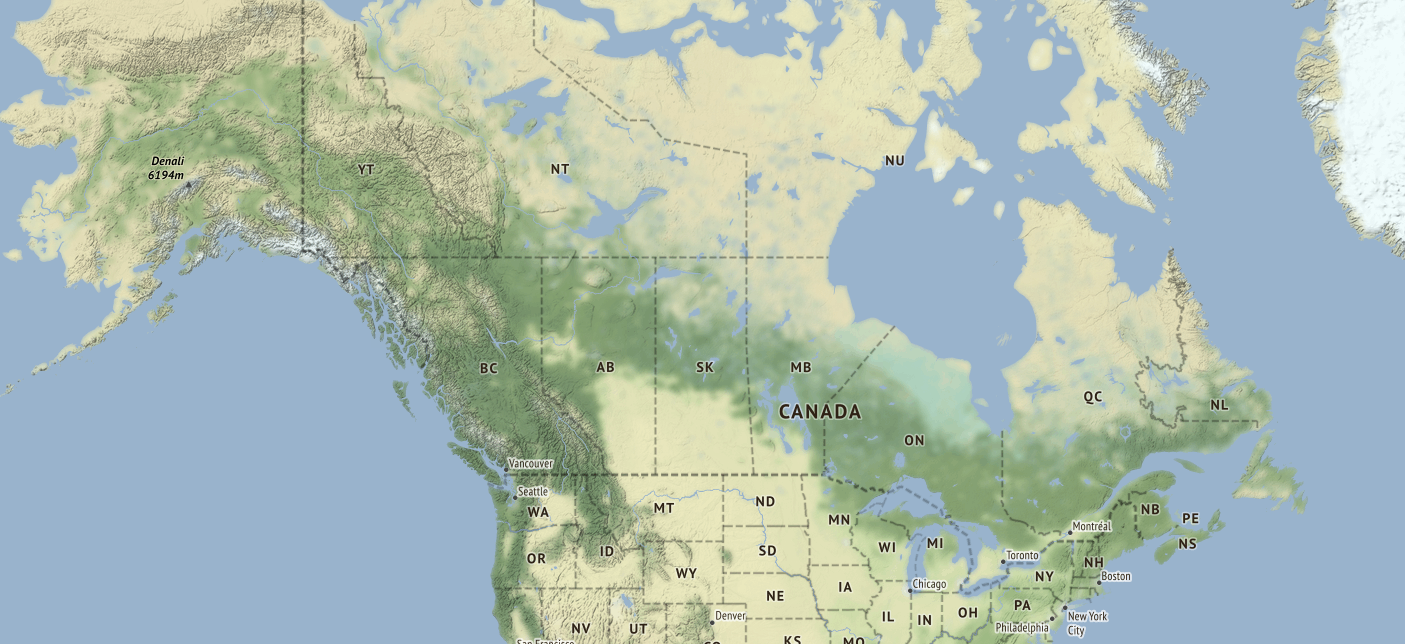 Denali
6194m
YT
NT
NU
BC
AB
SK
MB
CANADA
ON
QC
NL
Vancouver
Seattle
WA
MT
ND
MN
NB
PE
NS
Montréal
OR
ID
SD
WI
MI
Toronto
NH
WY
NY
Boston
IA
Chicago
NE
PA
OH
IL
IN
Denver
New York
City
Philadelphia
NV
UT
KS
MO
San Francisco
CO